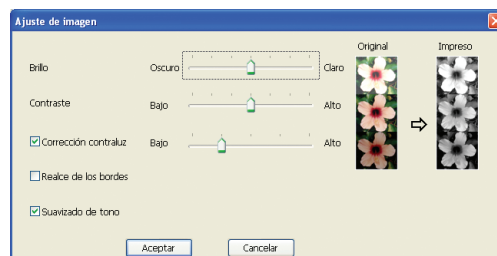 Ajuste de imagen
Original Impreso
Brillo Oscuro Claro
Contraste Bajo Alto
Corrección contraluz Bajo Alto
Realce de los bordes
Suavizado de tono
Aceptar Cancelar